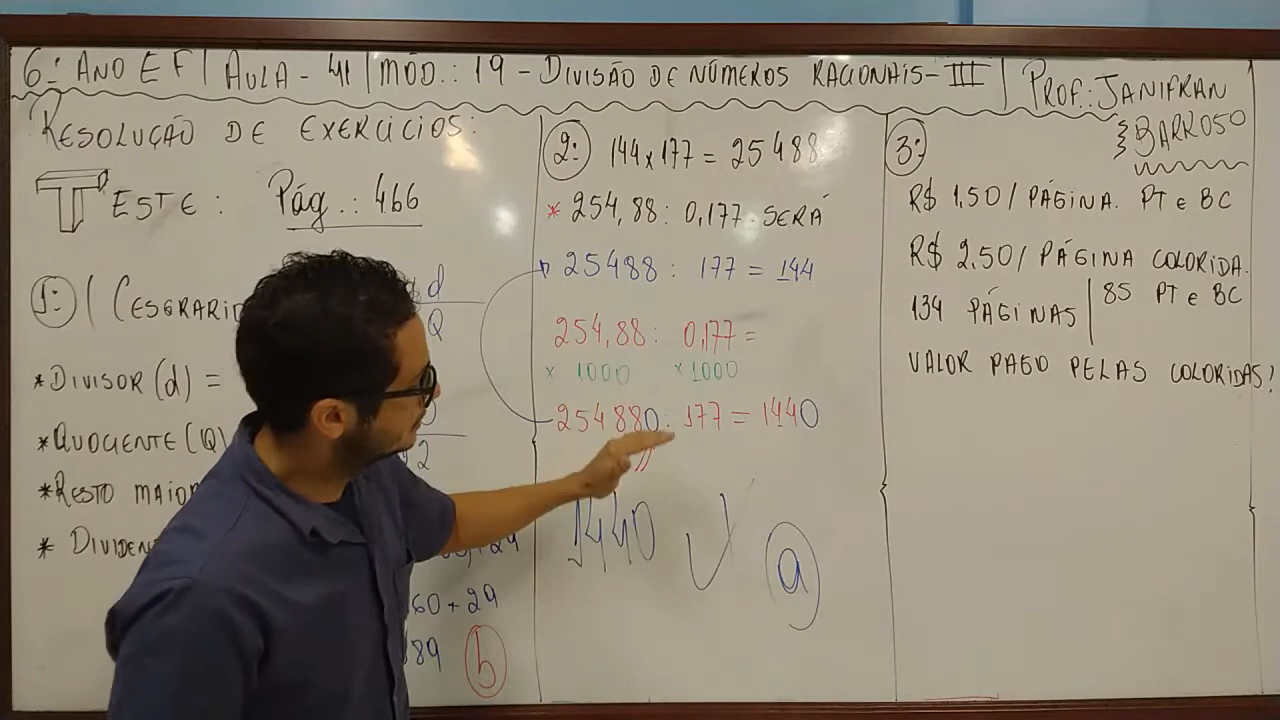 6º ANO E F | AULA - 41 | MÓD.: 19 - DIVISÃO DE NÚMEROS RACIONAIS - III | PROF.: JANIFRAN
BARROSO
RESOLUÇÃO DE EXERCÍCIOS:
TESTE: Pág.: 466
1:) (CESGRANRIO
d
Q
* DIVISOR (d) =
* QUOCIENTE (Q)
2
* RESTO MAIOR
* DIVIDEN
+ 29
60 + 29
89 b
2:) 144 x 177 = 25488
* 254,88 : 0,177 SERÁ
25488 : 177 = 144
254,88 : 0,177 =
x 1000 x 1000
254880 : 177 = 1440
1440 a
3:)
R$ 1,50 / PÁGINA. PT e BC
R$ 2,50 / PÁGINA COLORIDA.
134 PÁGINAS | 85 PT e BC
VALOR PAGO PELAS COLORIDAS?